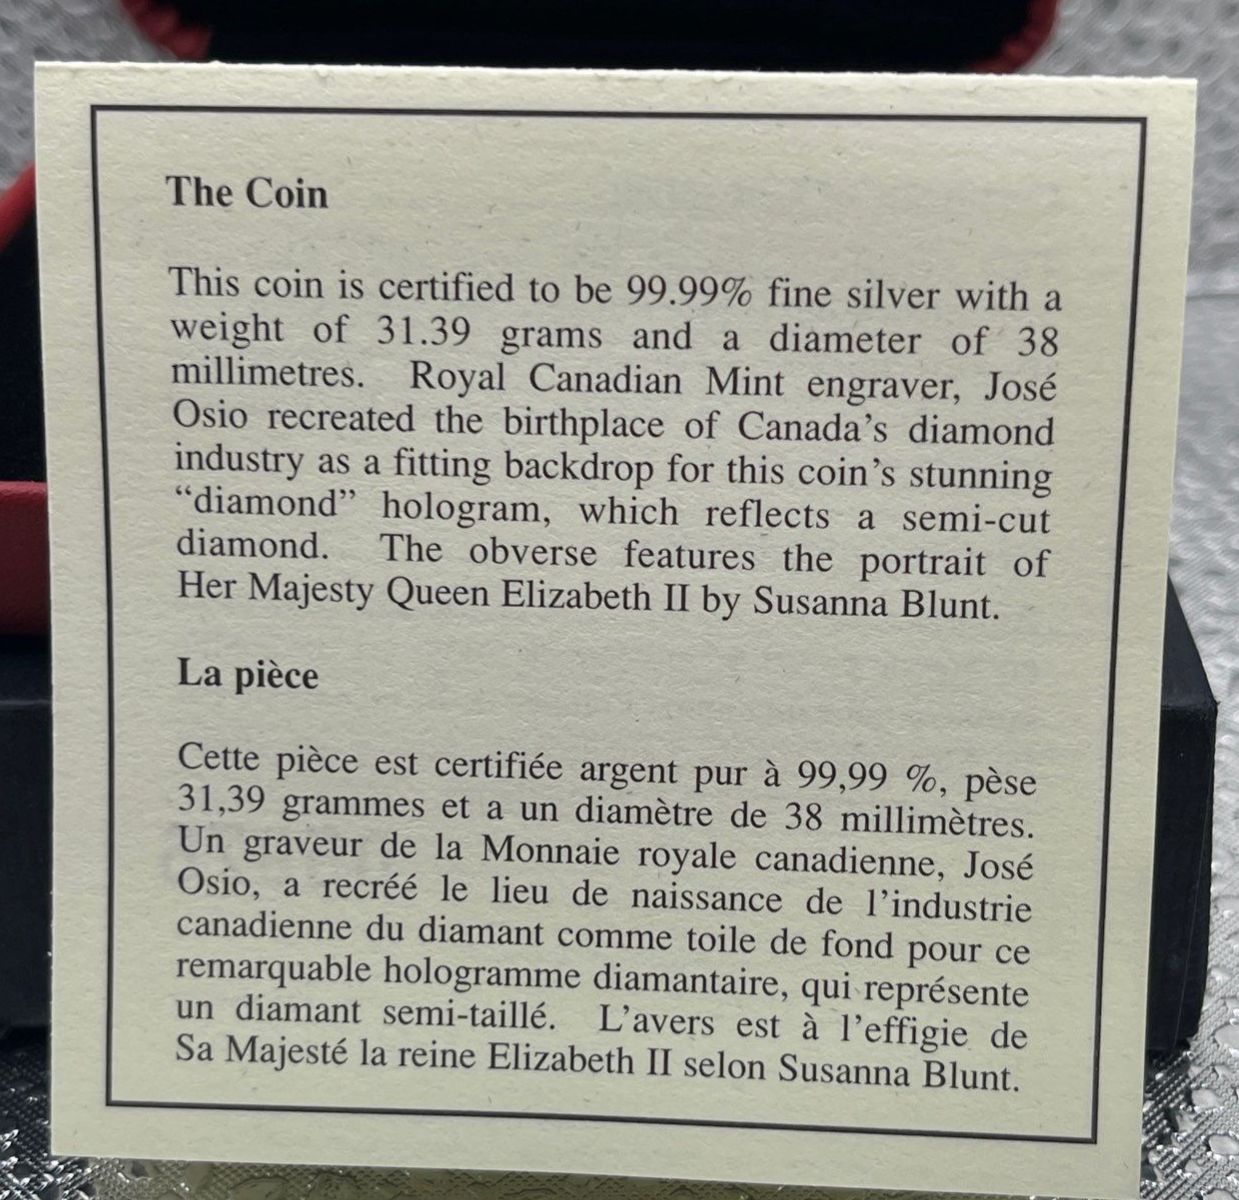 The Coin
This coin is certified to be 99.99% fine silver with a
weight of 31.39 grams and a diameter of 38
millimetres. Royal Canadian Mint engraver, José
Osio recreated the birthplace of Canada's diamond
industry as a fitting backdrop for this coin's stunning
“diamond” hologram, which reflects a semi-cut
diamond. The obverse features the portrait of
Her Majesty Queen Elizabeth II by Susanna Blunt.
La pièce
Cette pièce est certifiée argent pur à 99,99 %, pèse
31,39 grammes et a un diamètre de 38 millimètres.
Un graveur de la Monnaie royale canadienne, José
Osio, a recréé le lieu de naissance de l'industrie
canadienne du diamant comme toile de fond pour ce
remarquable hologramme diamantaire, qui représente
un diamant semi-taillé. L'avers est à l'effigie de
Sa Majesté la reine Elizabeth II selon Susanna Blunt.